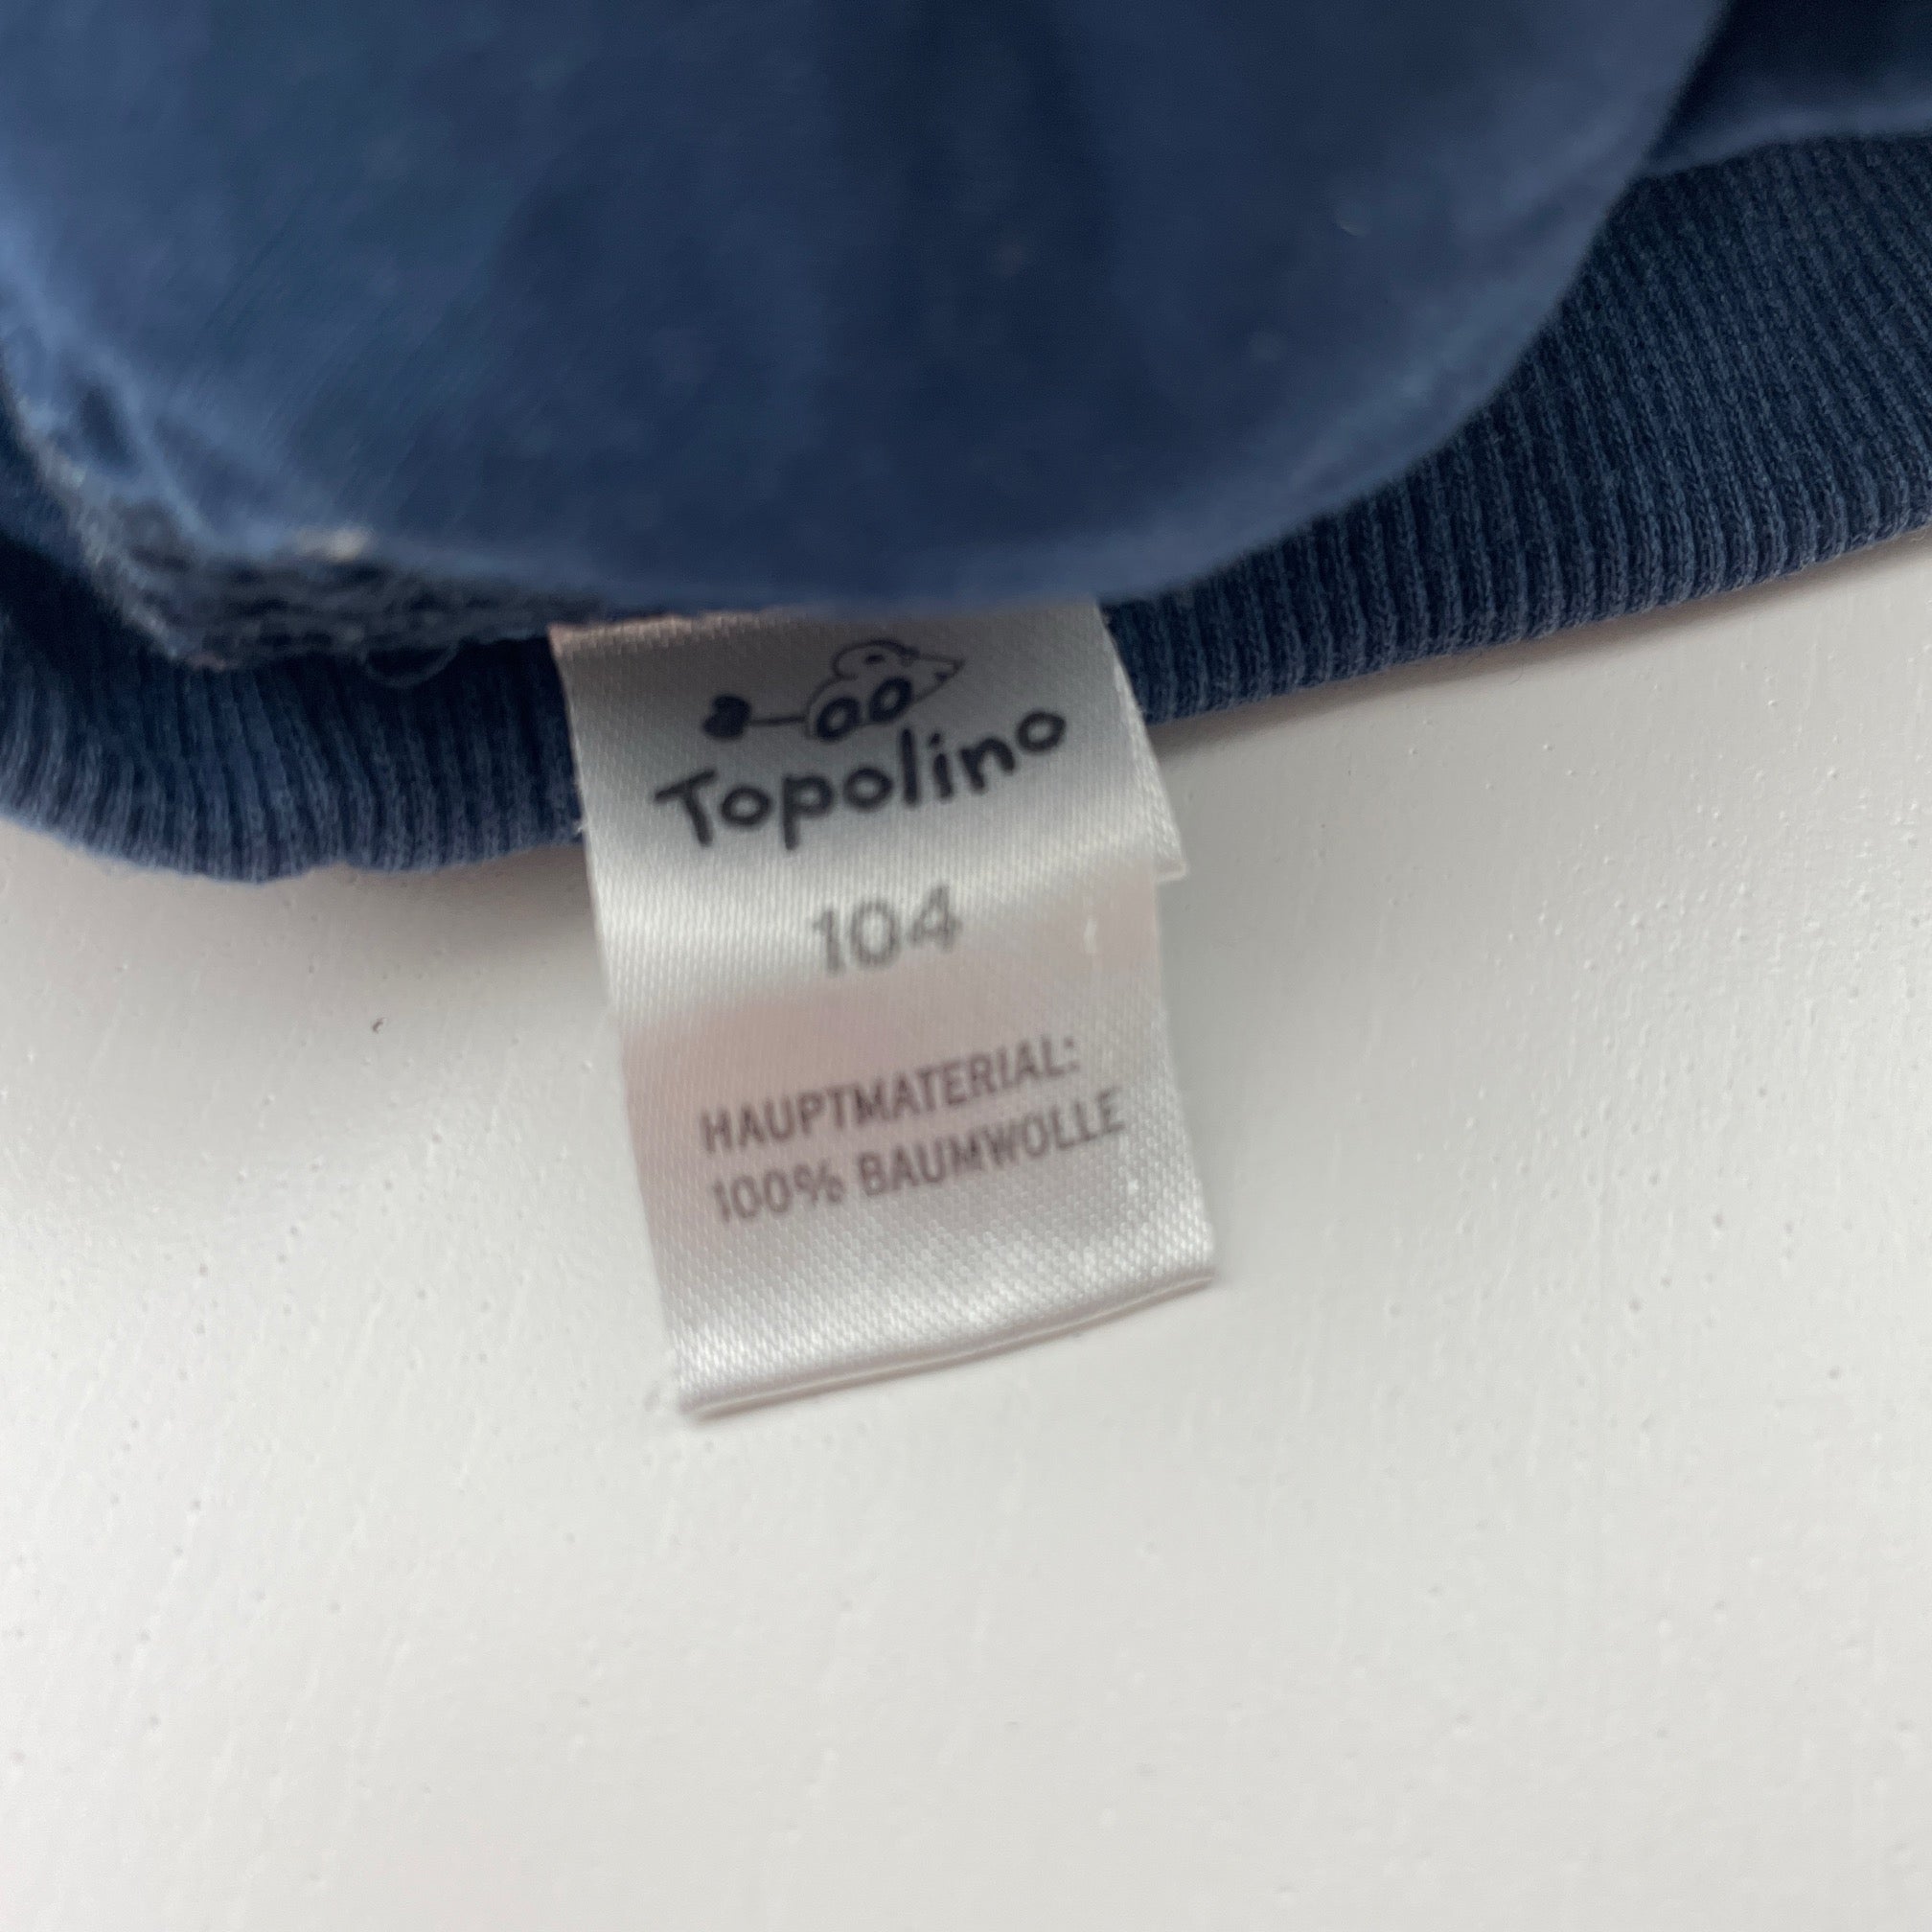 Topolino
104
HAUPTMATERIAL:
100% BAUMWOLLE